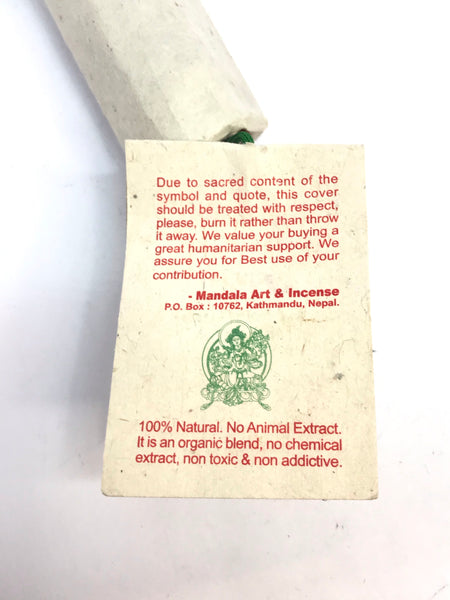 Due to sacred content of the
symbol and quote, this cover
should be treated with respect,
please, burn it rather than throw
it away. We value your buying a
great humanitarian support. We
assure you for Best use of your
contribution.
- Mandala Art & Incense
P.O. Box : 10762, Kathmandu, Nepal.
100% Natural. No Animal Extract.
It is an organic blend, no chemical
extract, non toxic & non addictive.